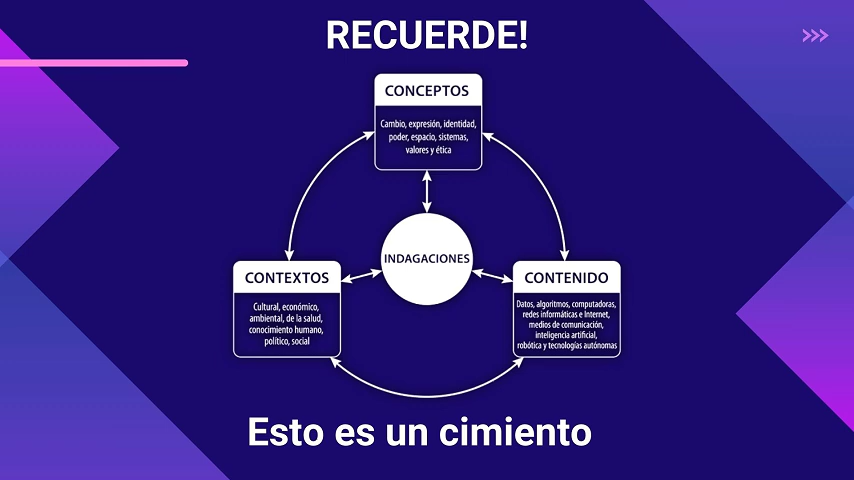 RECUERDE!
CONCEPTOS
Cambio, expresión, identidad,
poder, espacio, sistemas,
valores y ética
INDAGACIONES
CONTEXTOS
Cultural, económico,
ambiental, de la salud,
conocimiento humano,
político, social
CONTENIDO
Datos, algoritmos, computadoras,
redes informáticas e Internet,
medios de comunicación,
inteligencia artificial,
robótica y tecnologías autónomas
Esto es un cimiento